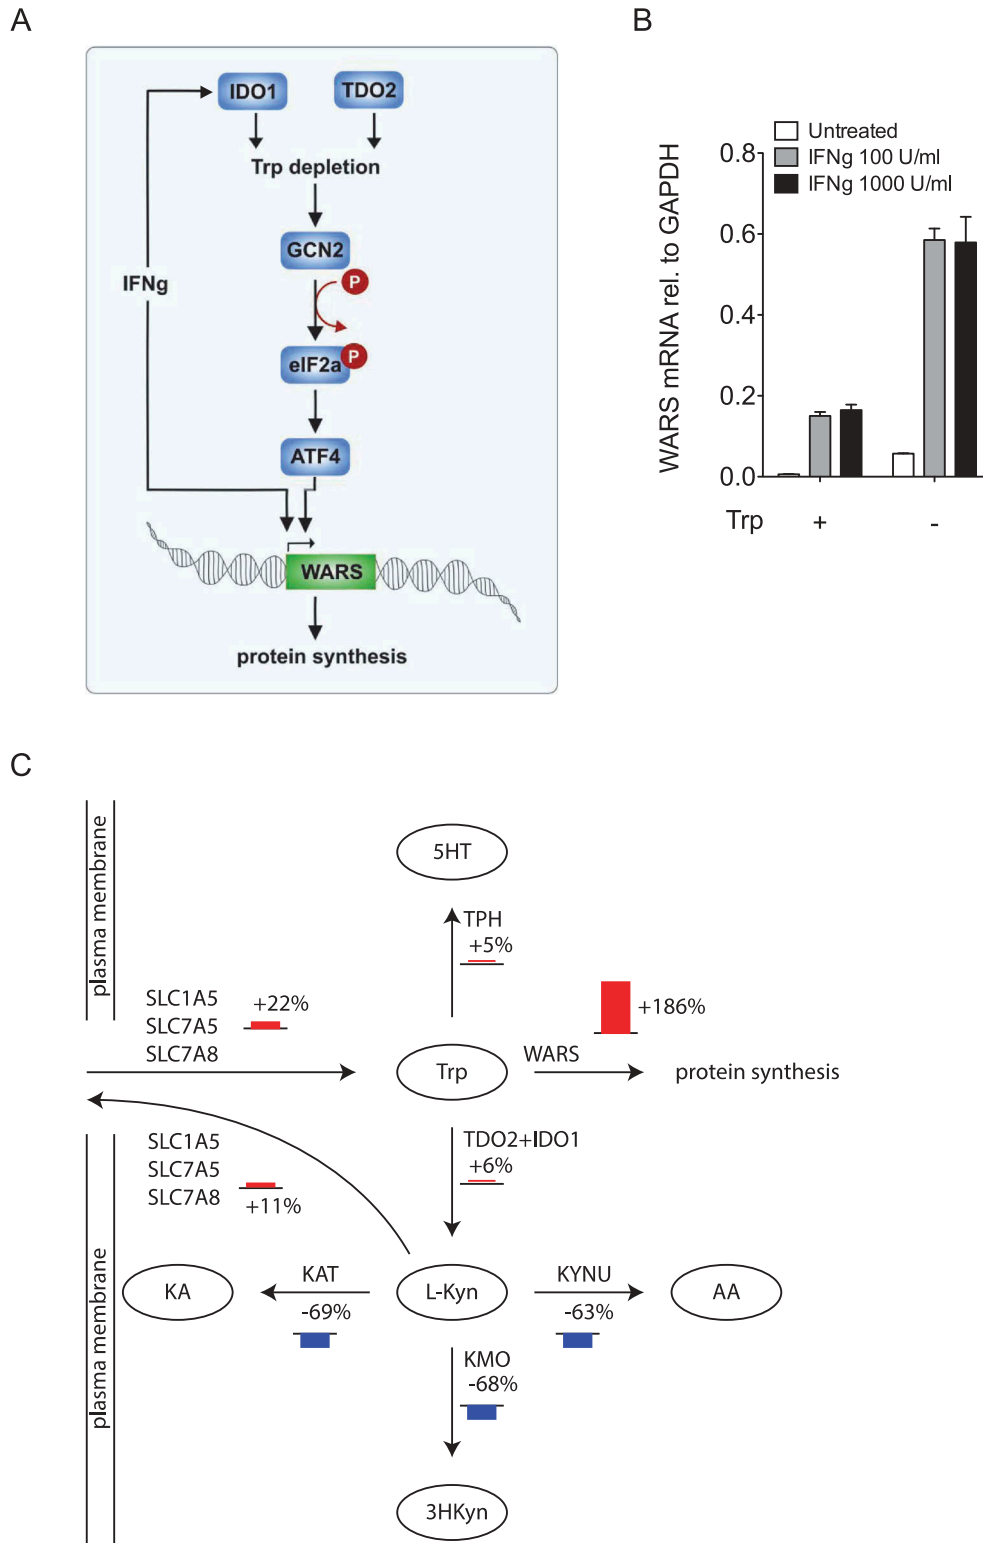 A
IDO1
TDO2
Trp depletion
GCN2
P
IFNg
eIF2a
P
ATF4
WARS
protein synthesis
B
Untreated
IFNg 100 U/ml
IFNg 1000 U/ml
WARS mRNA rel. to GAPDH
0.8
0.6
0.4
0.2
0.0
Trp
+
-
C
plasma membrane
5HT
TPH
+5%
SLC1A5
SLC7A5
SLC7A8
+22%
+186%
Trp
WARS
protein synthesis
plasma membrane
SLC1A5
SLC7A5
SLC7A8
+11%
TDO2+IDO1
+6%
KA
KAT
-69%
L-Kyn
KYNU
-63%
AA
KMO
-68%
3HKyn